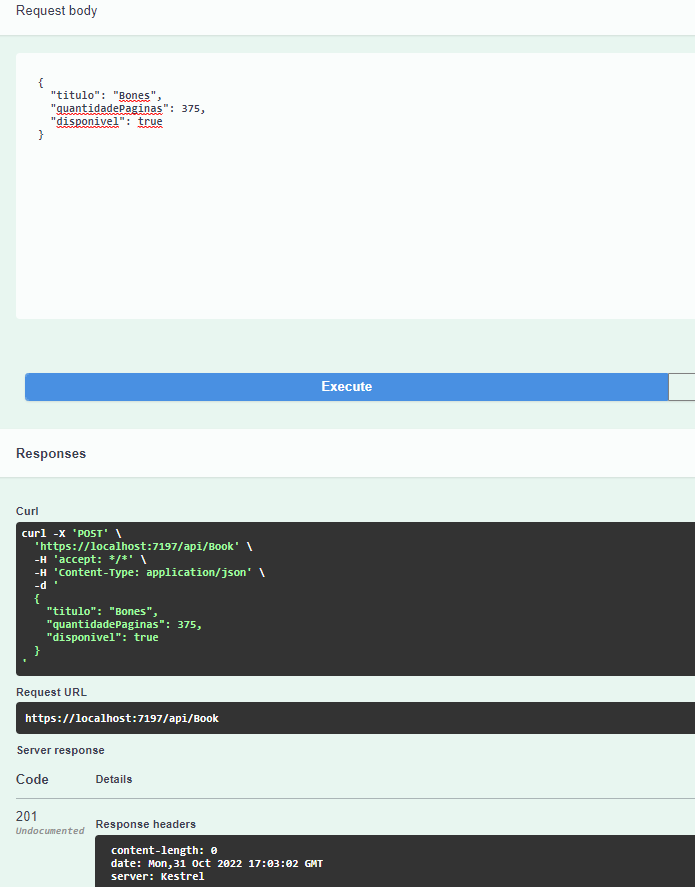 Request body
{
"titulo": "Bones",
"quantidadePaginas": 375,
"disponivel": true
}
Execute
Responses
Curl
curl -X 'POST' \
'https://localhost:7197/api/Book' \
-H 'accept: */*' \
-H 'Content-Type: application/json' \
-d '
{
"titulo": "Bones",
"quantidadePaginas": 375,
"disponivel": true
}
'
Request URL
https://localhost:7197/api/Book
Server response
Code Details
201
Undocumented
Response headers
content-length: 0
date: Mon,31 Oct 2022 17:03:02 GMT
server: Kestrel